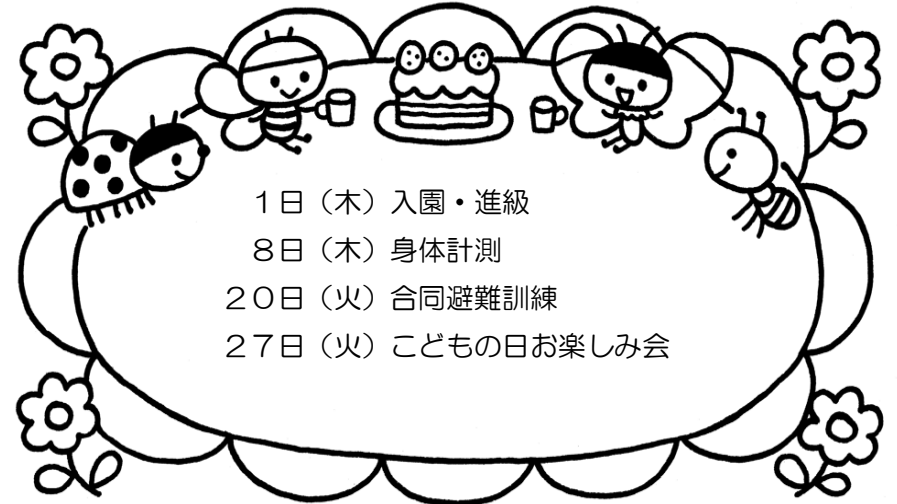 １日（木）入園・進級
８日（木）身体計測
２０日（火）合同避難訓練
２７日（火）こどもの日お楽しみ会